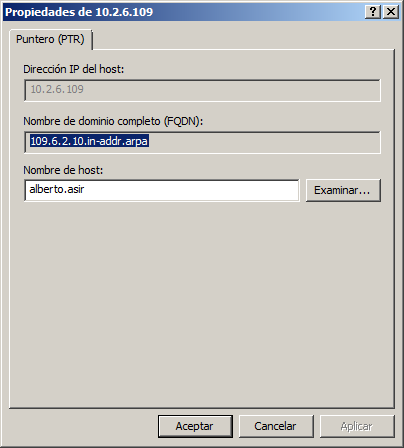 Propiedades de 10.2.6.109
Puntero (PTR)
Dirección IP del host:
10.2.6.109
Nombre de dominio completo (FQDN):
109.6.2.10.in-addr.arpa
Nombre de host:
alberto.asir
Examinar...
Aceptar
Cancelar
Aplicar